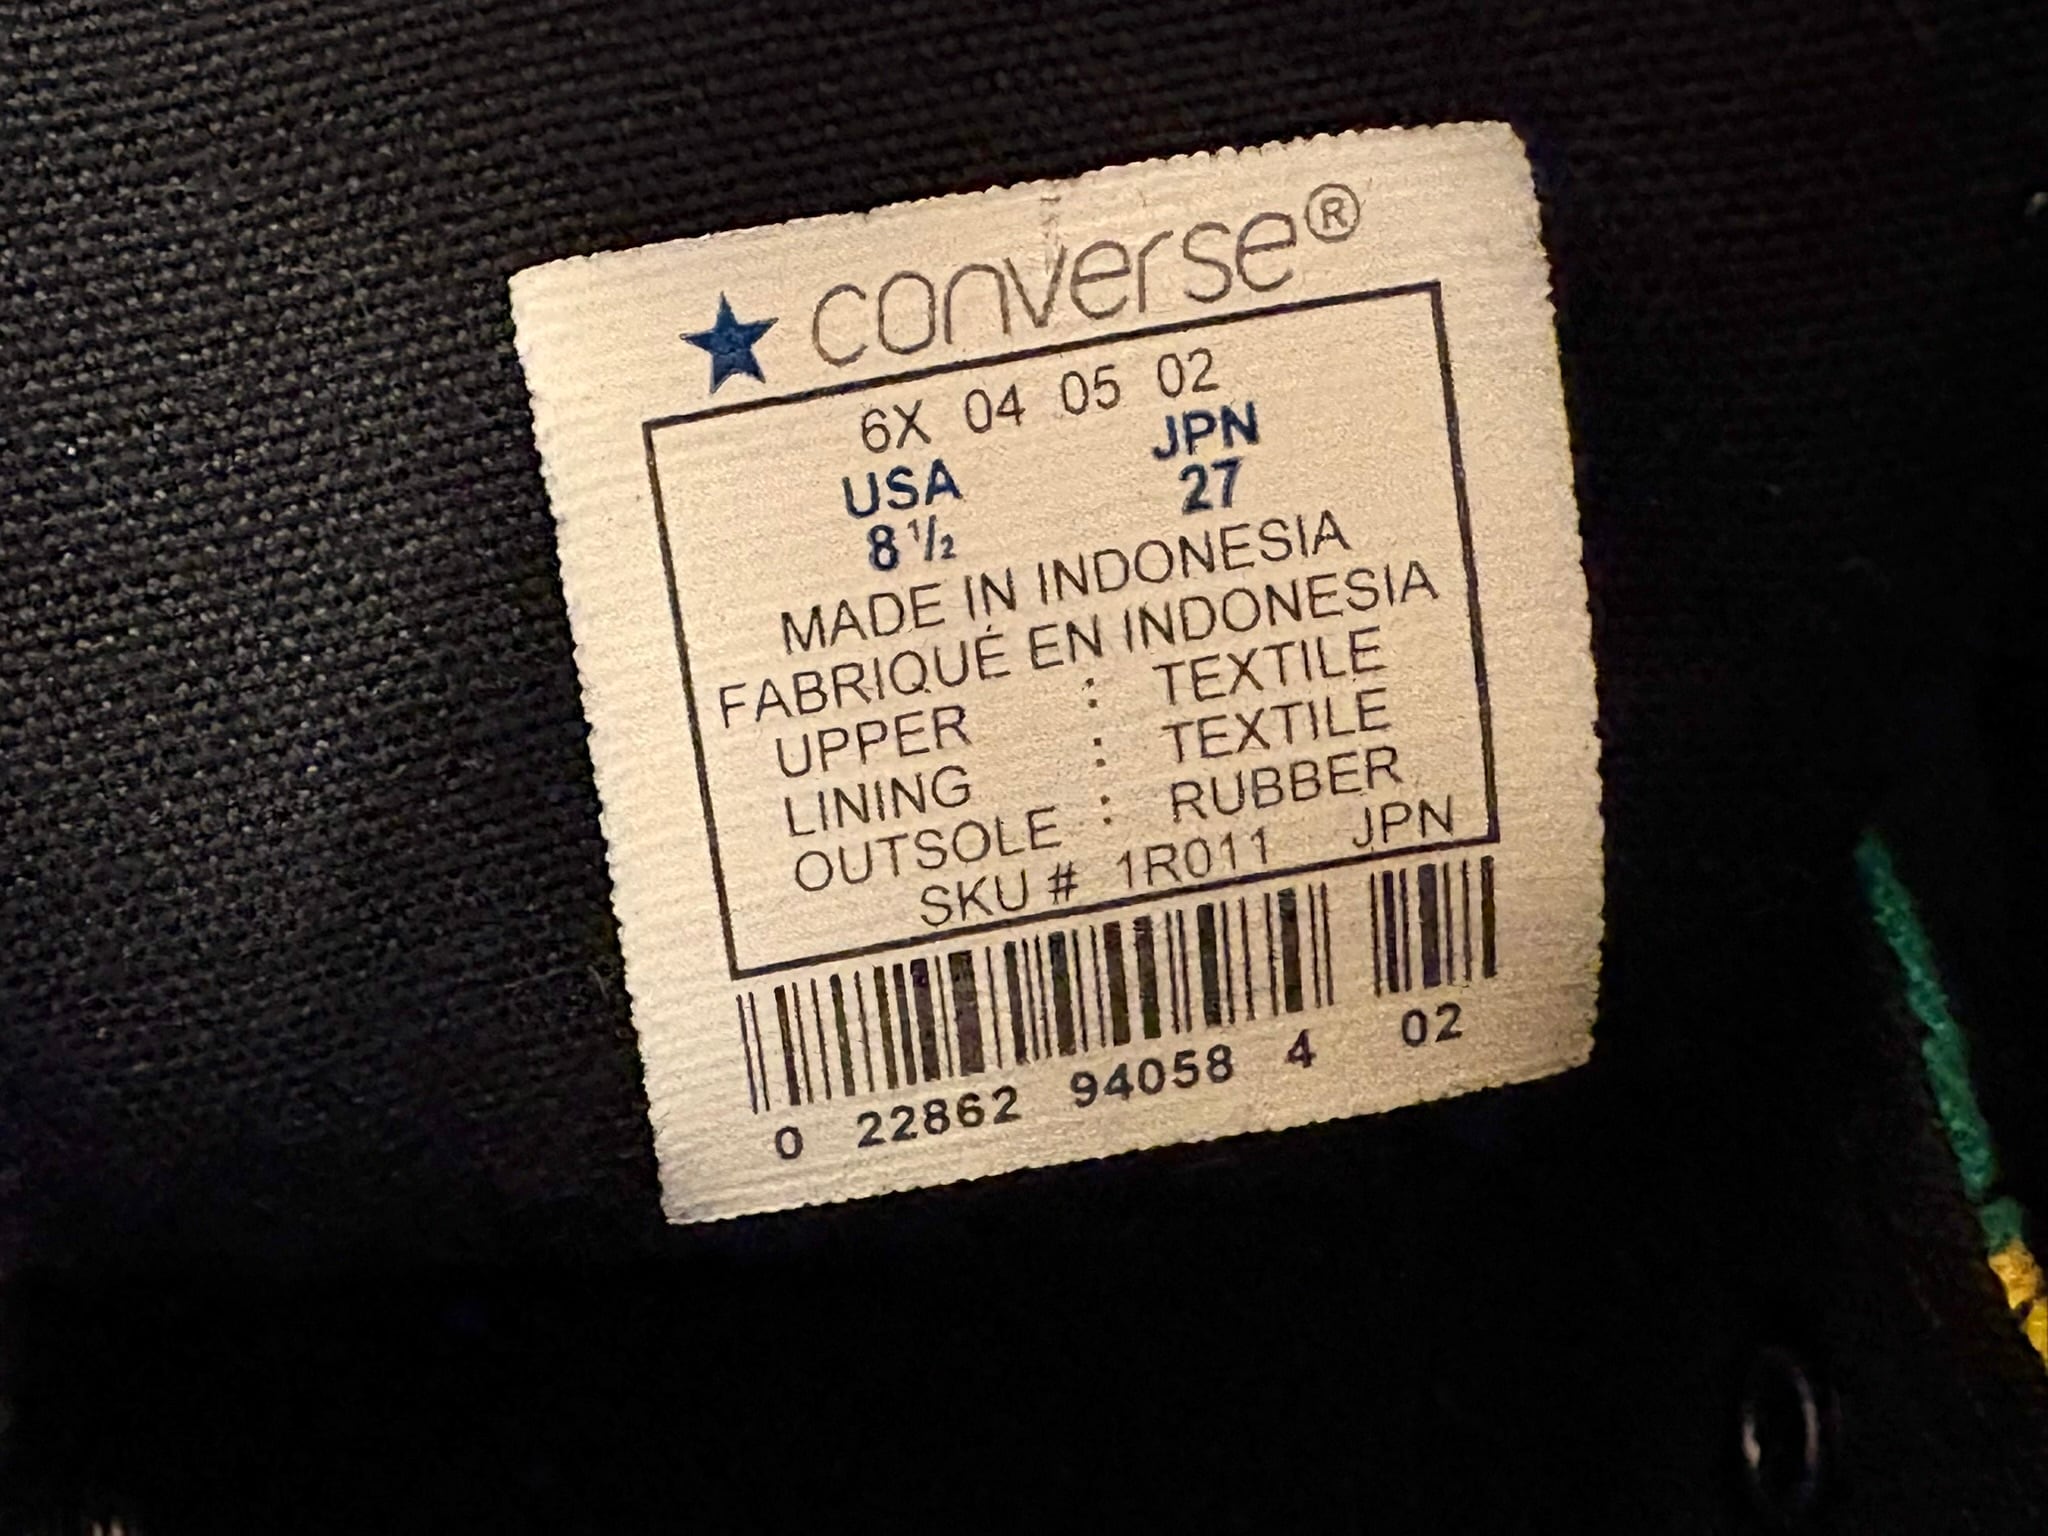 converse®
6X 04 05 02
USA JPN
8 1/2 27
MADE IN INDONESIA
FABRIQUÉ EN INDONESIA
UPPER : TEXTILE
LINING : TEXTILE
OUTSOLE : RUBBER
SKU # 1R011 JPN
0 22862 94058 4 02